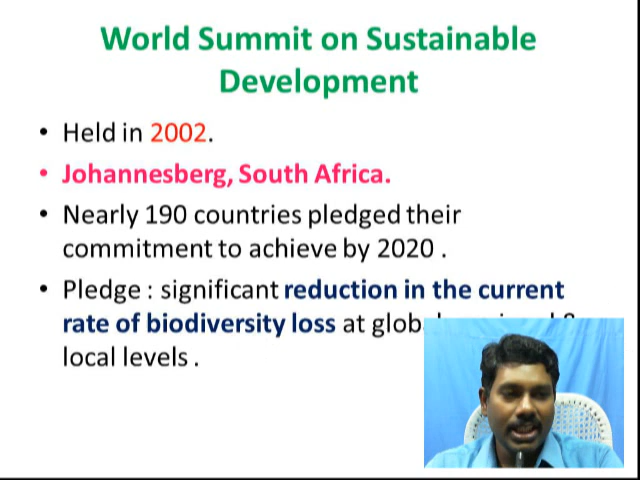 World Summit on Sustainable
Development
• Held in 2002.
• Johannesberg, South Africa.
• Nearly 190 countries pledged their
commitment to achieve by 2020 .
• Pledge : significant reduction in the current
rate of biodiversity loss at
local levels .